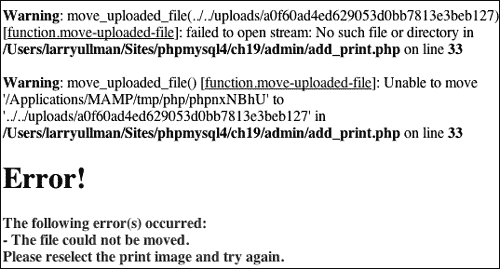 Warning: move_uploaded_file(../../uploads/a0f60ad4ed629053d0bb7813e3beb127)
[function.move-uploaded-file]: failed to open stream: No such file or directory in
/Users/larryullman/Sites/phpmysql4/ch19/admin/add_print.php on line 33
Warning: move_uploaded_file() [function.move-uploaded-file]: Unable to move
'/Applications/MAMP/tmp/php/phpnxNBhU' to
'../../uploads/a0f60ad4ed629053d0bb7813e3beb127' in
/Users/larryullman/Sites/phpmysql4/ch19/admin/add_print.php on line 33
Error!
The following error(s) occurred:
- The file could not be moved.
Please reselect the print image and try again.